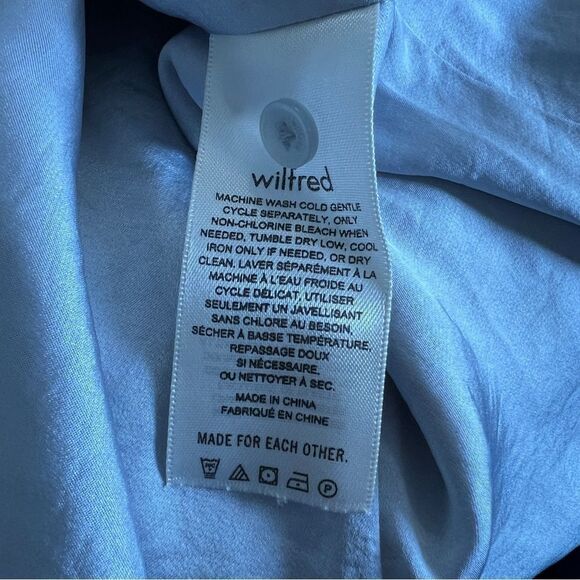 wilfred
MACHINE WASH COLD GENTLE
CYCLE SEPARATELY, ONLY
NON-CHLORINE BLEACH WHEN
NEEDED, TUMBLE DRY LOW, COOL
IRON ONLY IF NEEDED, OR DRY
CLEAN. LAVER SÉPARÉMENT À LA
MACHINE À L'EAU FROIDE AU
CYCLE DÉLICAT, UTILISER
SEULEMENT UN JAVELLISANT
SANS CHLORE AU BESOIN,
SÉCHER À BASSE TEMPÉRATURE,
REPASSAGE DOUX
SI NÉCESSAIRE,
OU NETTOYER À SEC.
MADE IN CHINA
FABRIQUÉ EN CHINE
MADE FOR EACH OTHER.
P